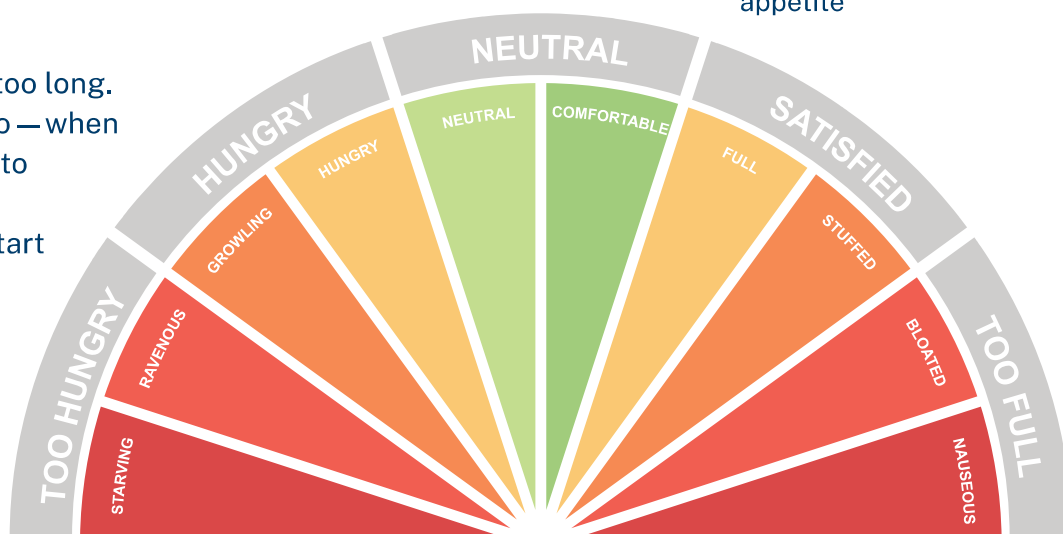 appetite
too long.
o — when
to
tart
TOO HUNGRY
HUNGRY
NEUTRAL
SATISFIED
TOO FULL
STARVING
RAVENOUS
GROWLING
HUNGRY
NEUTRAL
COMFORTABLE
FULL
STUFFED
BLOATED
NAUSEOUS